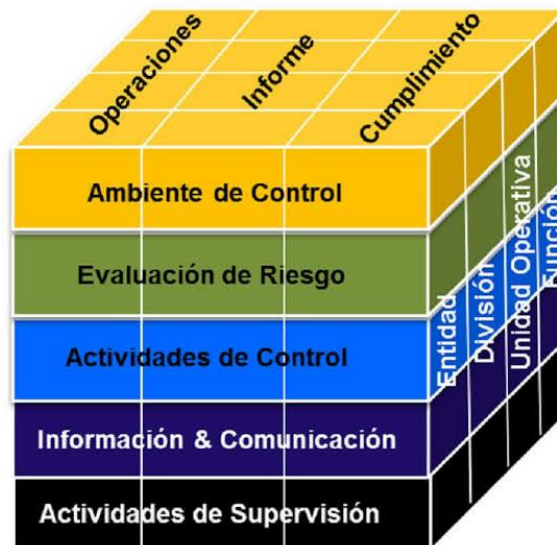 Operaciones
Informe
Cumplimiento
Ambiente de Control
Evaluación de Riesgo
Actividades de Control
Información & Comunicación
Actividades de Supervisión
Entidad
División
Unidad Operativa
Función